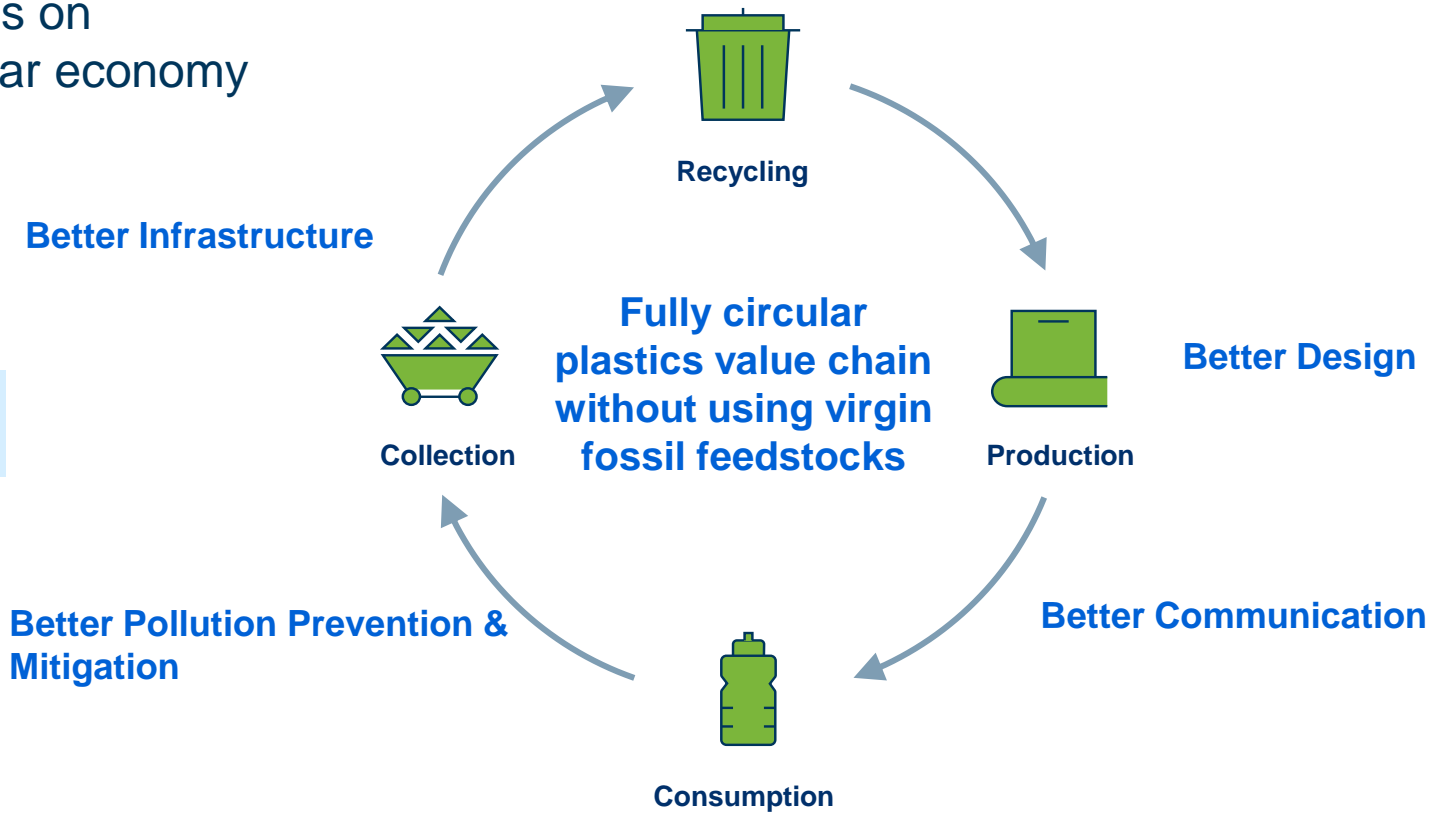 s on
ar economy
Recycling
Better Infrastructure
Fully circular
plastics value chain
without using virgin
fossil feedstocks
Better Design
Collection
Production
Better Pollution Prevention &
Mitigation
Better Communication
Consumption